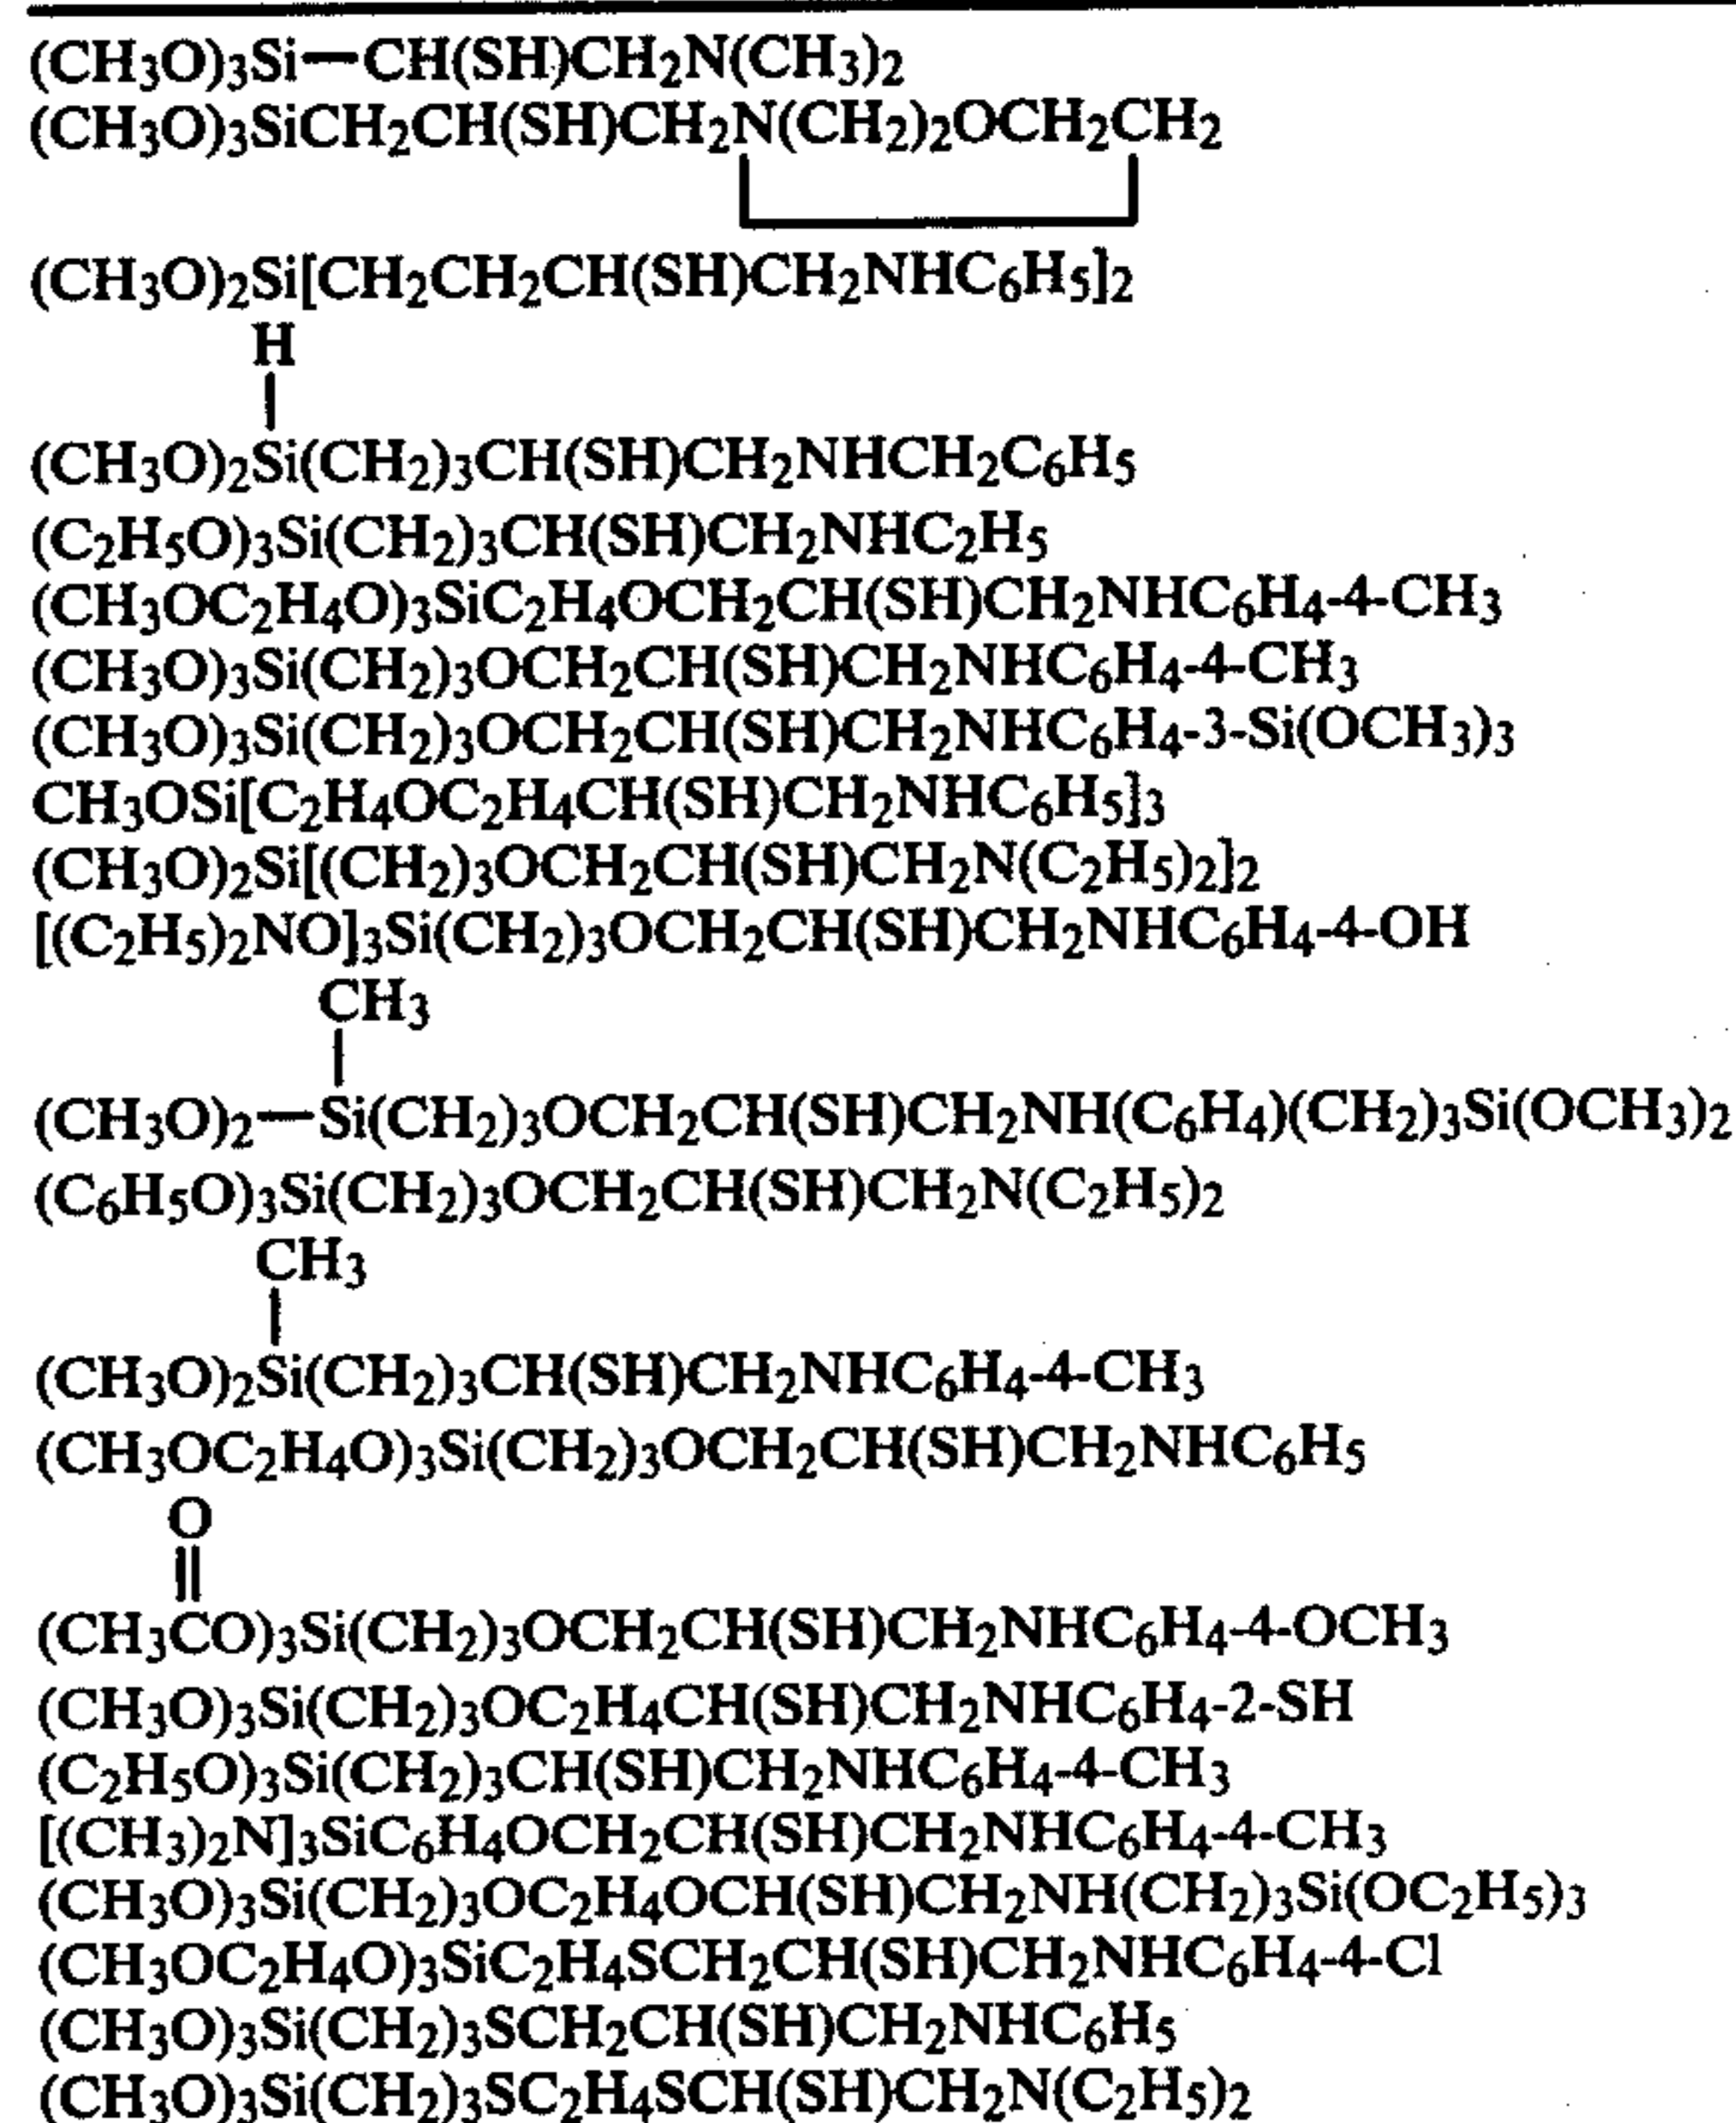 (CH₃O)₃Si—CH(SH)CH₂N(CH₃)₂
(CH₃O)₃SiCH₂CH(SH)CH₂N(CH₂)₂OCH₂CH₂
(CH₃O)₂Si[CH₂CH₂CH(SH)CH₂NHC₆H₅]₂
H
(CH₃O)₂Si(CH₂)₃CH(SH)CH₂NHCH₂C₆H₅
(C₂H₅O)₃Si(CH₂)₃CH(SH)CH₂NHC₂H₅
(CH₃OC₂H₄O)₃SiC₂H₄OCH₂CH(SH)CH₂NHC₆H₄-4-CH₃
(CH₃O)₃Si(CH₂)₃OCH₂CH(SH)CH₂NHC₆H₄-4-CH₃
(CH₃O)₃Si(CH₂)₃OCH₂CH(SH)CH₂NHC₆H₄-3-Si(OCH₃)₃
CH₃OSi[C₂H₄OC₂H₄CH(SH)CH₂NHC₆H₅]₃
(CH₃O)₂Si[(CH₂)₃OCH₂CH(SH)CH₂N(C₂H₅)₂]₂
[(C₂H₅)₂NO]₃Si(CH₂)₃OCH₂CH(SH)CH₂NHC₆H₄-4-OH
CH₃
(CH₃O)₂—Si(CH₂)₃OCH₂CH(SH)CH₂NH(C₆H₄)(CH₂)₃Si(OCH₃)₂
(C₆H₅O)₃Si(CH₂)₃OCH₂CH(SH)CH₂N(C₂H₅)₂
CH₃
(CH₃O)₂Si(CH₂)₃CH(SH)CH₂NHC₆H₄-4-CH₃
(CH₃OC₂H₄O)₃Si(CH₂)₃OCH₂CH(SH)CH₂NHC₆H₅
O
(CH₃CO)₃Si(CH₂)₃OCH₂CH(SH)CH₂NHC₆H₄-4-OCH₃
(CH₃O)₃Si(CH₂)₃OC₂H₄CH(SH)CH₂NHC₆H₄-2-SH
(C₂H₅O)₃Si(CH₂)₃CH(SH)CH₂NHC₆H₄-4-CH₃
[(CH₃)₂N]₃SiC₆H₄OCH₂CH(SH)CH₂NHC₆H₄-4-CH₃
(CH₃O)₃Si(CH₂)₃OC₂H₄OCH(SH)CH₂NH(CH₂)₃Si(OC₂H₅)₃
(CH₃OC₂H₄O)₃SiC₂H₄SCH₂CH(SH)CH₂NHC₆H₄-4-Cl
(CH₃O)₃Si(CH₂)₃SCH₂CH(SH)CH₂NHC₆H₅
(CH₃O)₃Si(CH₂)₃SC₂H₄SCH(SH)CH₂N(C₂H₅)₂